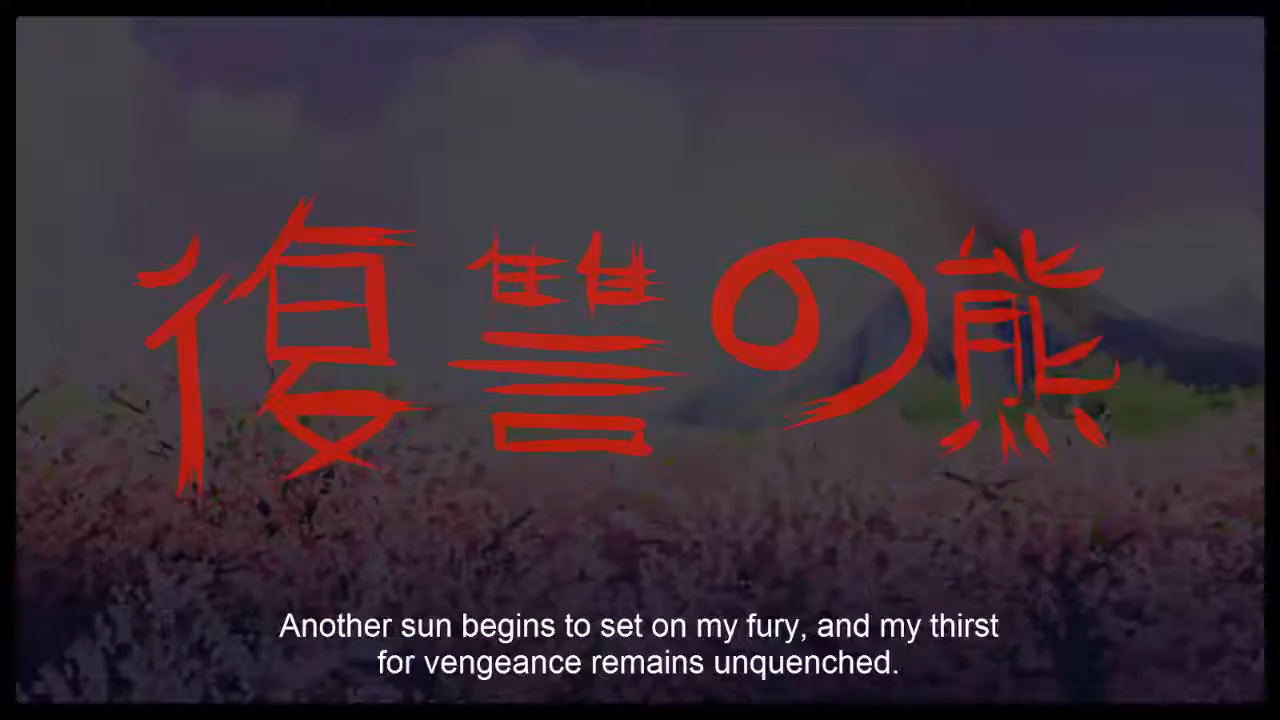 復讐の熊
Another sun begins to set on my fury, and my thirst
for vengeance remains unquenched.